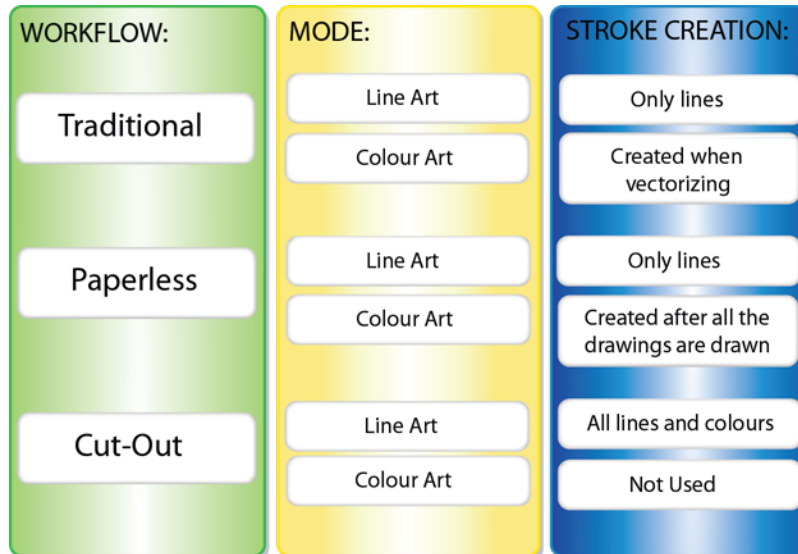 WORKFLOW:
MODE:
STROKE CREATION:
Traditional
Line Art
Only lines
Colour Art
Created when
vectorizing
Paperless
Line Art
Only lines
Colour Art
Created after all the
drawings are drawn
Cut-Out
Line Art
All lines and colours
Colour Art
Not Used